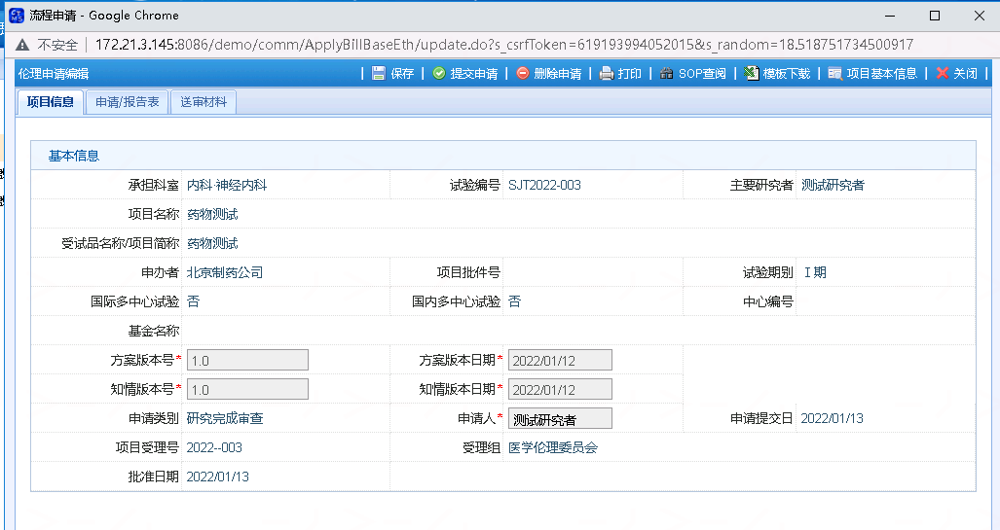 流程申请 - Google Chrome
不安全 | 172.21.3.145:8086/demo/comm/ApplyBillBaseEth/update.do?s_csrfToken=619193994052015&s_random=18.518751734500917
伦理申请编辑 | 保存 | 提交申请 | 删除申请 | 打印 | SOP查阅 | 模板下载 | 项目基本信息 | 关闭 |
项目信息 申请/报告表 送审材料
基本信息
承担科室 内科·神经内科 试验编号 SJT2022-003 主要研究者 测试研究者
项目名称 药物测试
受试品名称/项目简称 药物测试
申办者 北京制药公司 项目批件号 试验期别 Ⅰ期
国际多中心试验 否 国内多中心试验 否 中心编号
基金名称
方案版本号* 1.0 方案版本日期* 2022/01/12
知情版本号* 1.0 知情版本日期* 2022/01/12
申请类别 研究完成审查 申请人* 测试研究者 申请提交日 2022/01/13
项目受理号 2022--003 受理组 医学伦理委员会
批准日期 2022/01/13